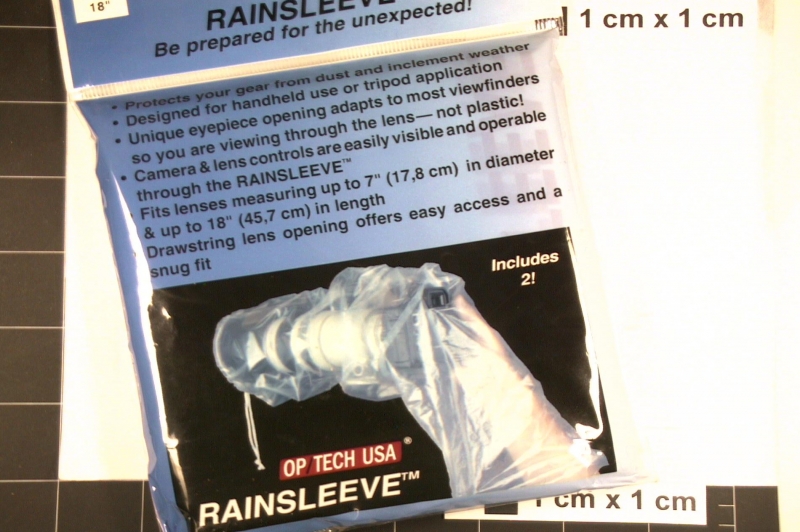 18"
RAINSLEEVE
Be prepared for the unexpected!
1 cm x 1 cm
• Protects your gear from dust and inclement weather
• Designed for handheld use or tripod application
• Unique eyepiece opening adapts to most viewfinders
so you are viewing through the lens— not plastic!
• Camera & lens controls are easily visible and operable
through the RAINSLEEVE™
Fits lenses measuring up to 7" (17,8 cm) in diameter
& up to 18" (45,7 cm) in length
Drawstring lens opening offers easy access and a
snug fit
Includes
2!
OP/TECH USA®
RAINSLEEVE™
1 cm x 1 cm